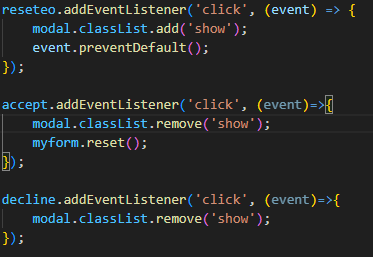 reseteo.addEventListener('click', (event) => {
    modal.classList.add('show');
    event.preventDefault();
});

accept.addEventListener('click', (event)=>{
    modal.classList.remove('show');
    myform.reset();
});

decline.addEventListener('click', (event)=>{
    modal.classList.remove('show');
});